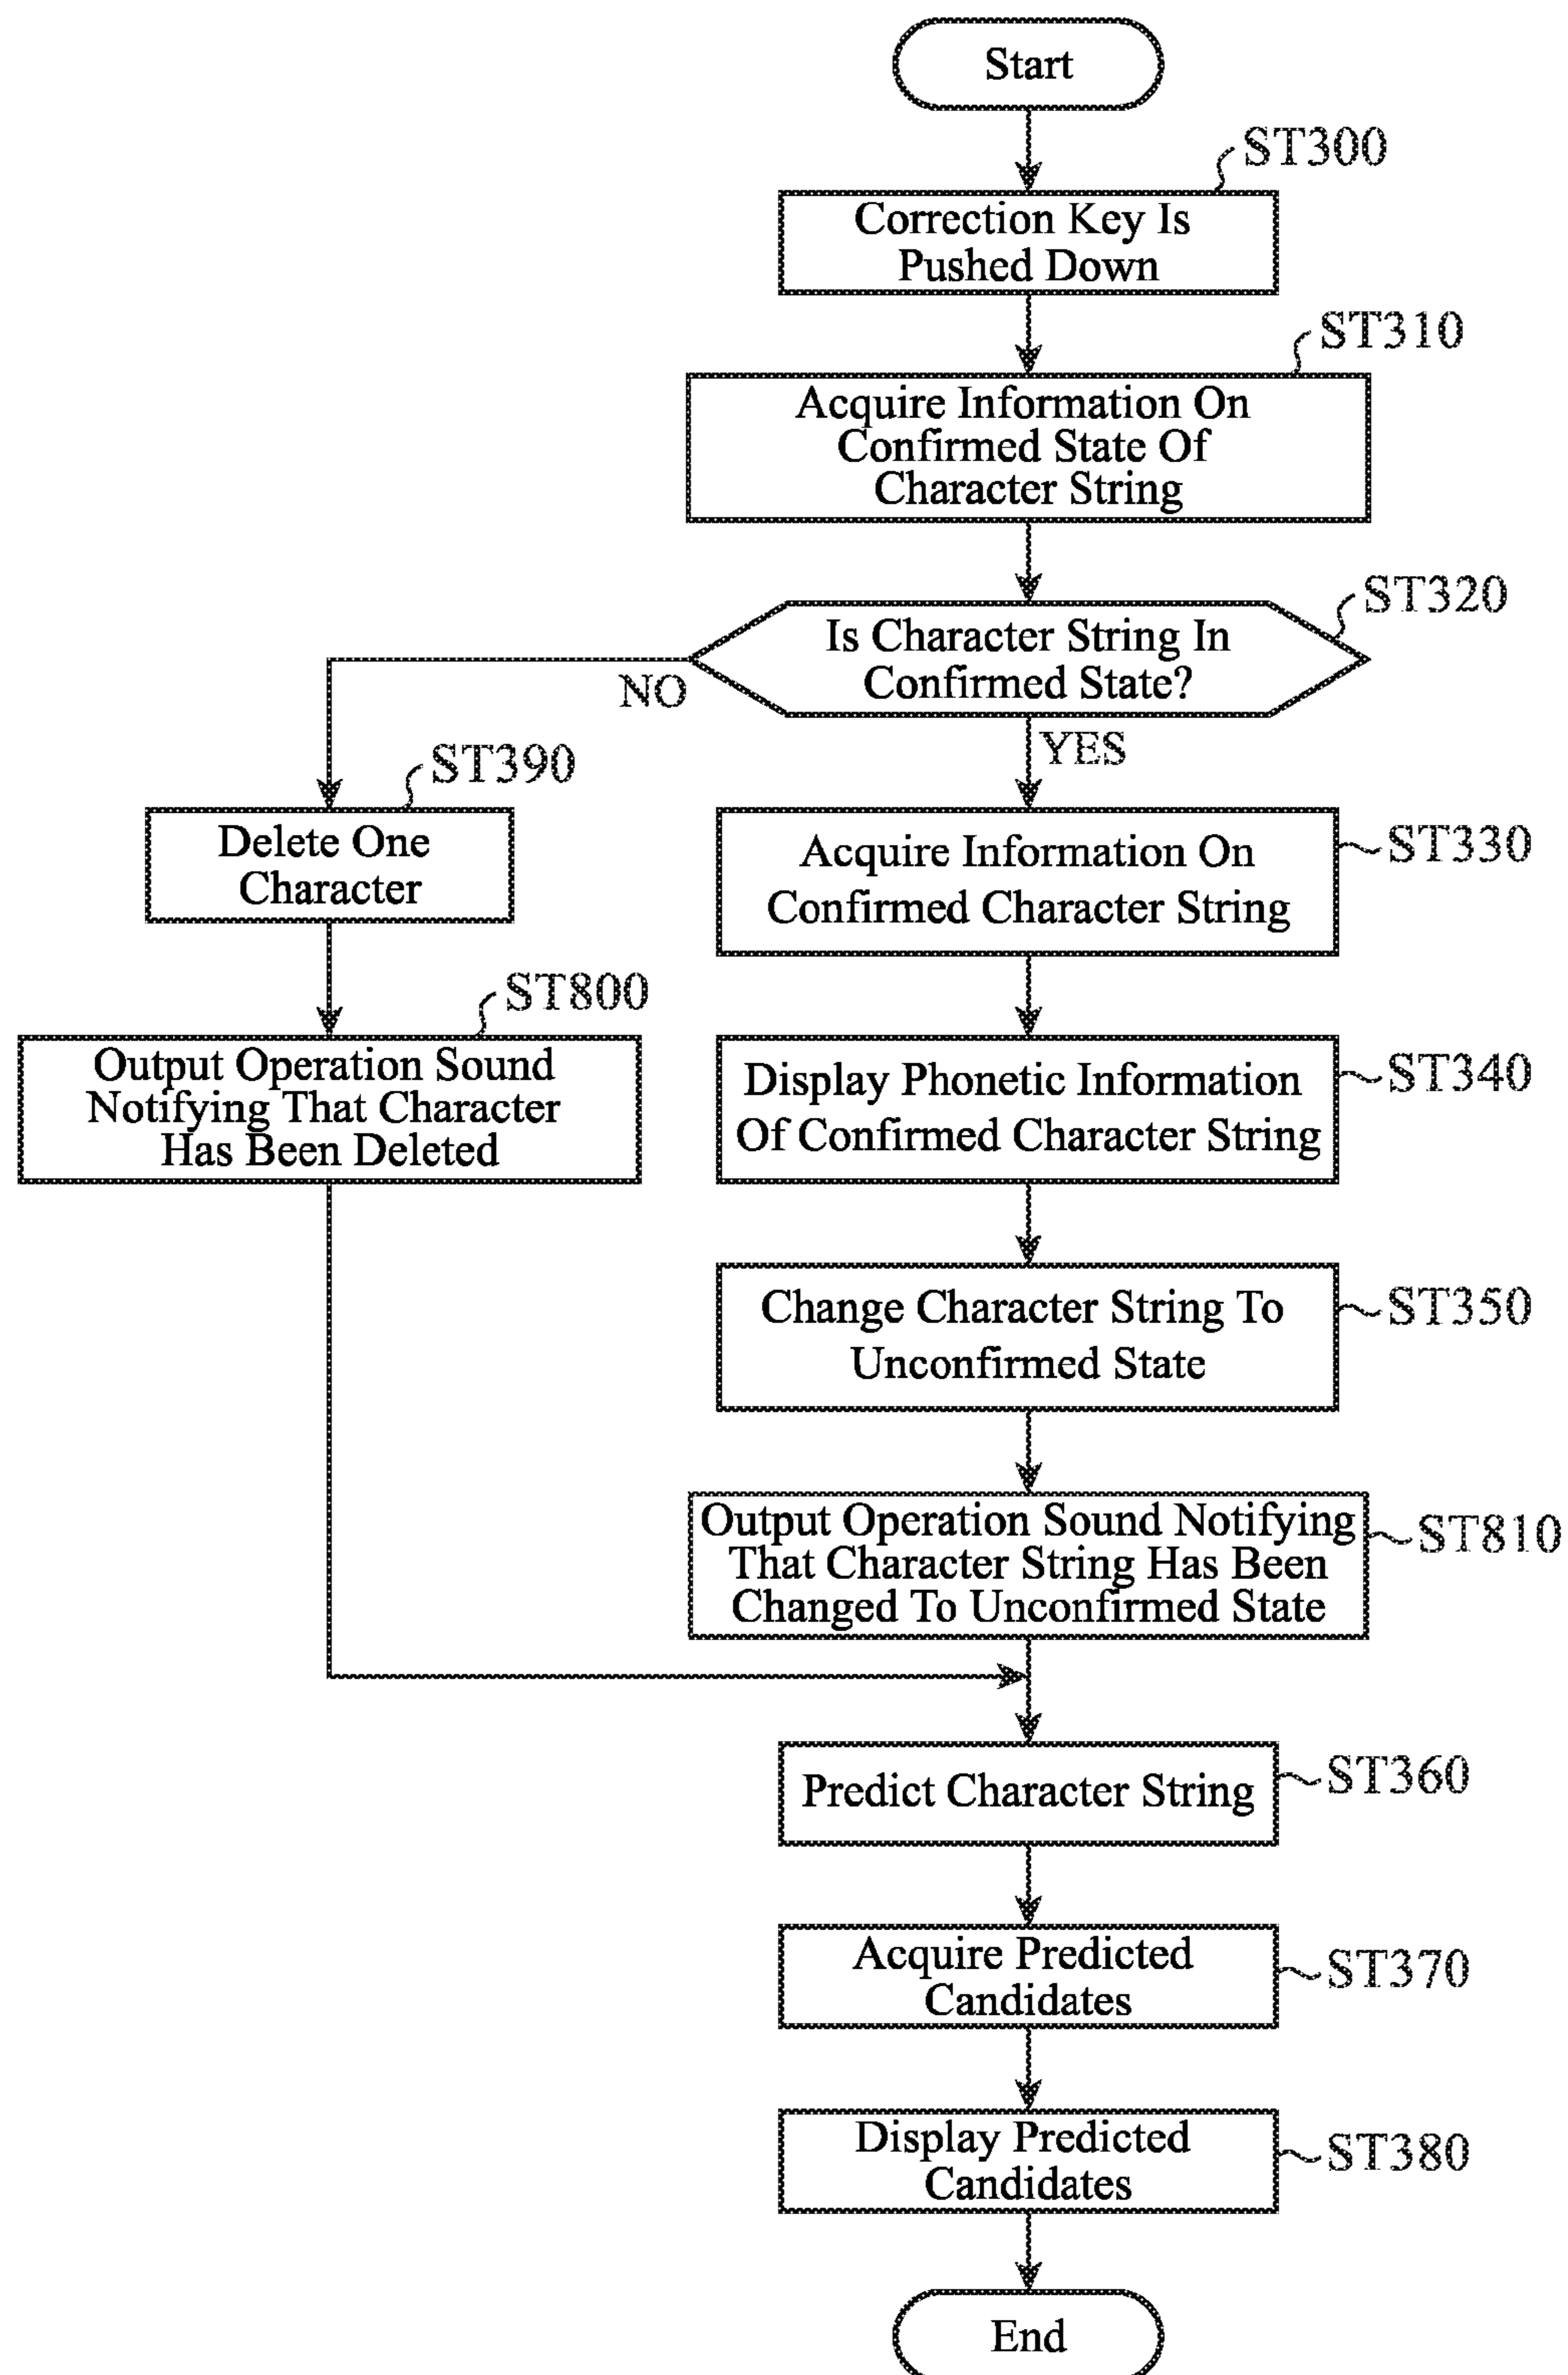 Start
ST300
Correction Key Is
Pushed Down
ST310
Acquire Information On
Confirmed State Of
Character String
ST320
Is Character String In
Confirmed State?
NO
YES
ST390
Delete One
Character
ST330
Acquire Information On
Confirmed Character String
ST800
Output Operation Sound
Notifying That Character
Has Been Deleted
ST340
Display Phonetic Information
Of Confirmed Character String
ST350
Change Character String To
Unconfirmed State
ST810
Output Operation Sound Notifying
That Character String Has Been
Changed To Unconfirmed State
ST360
Predict Character String
ST370
Acquire Predicted
Candidates
ST380
Display Predicted
Candidates
End